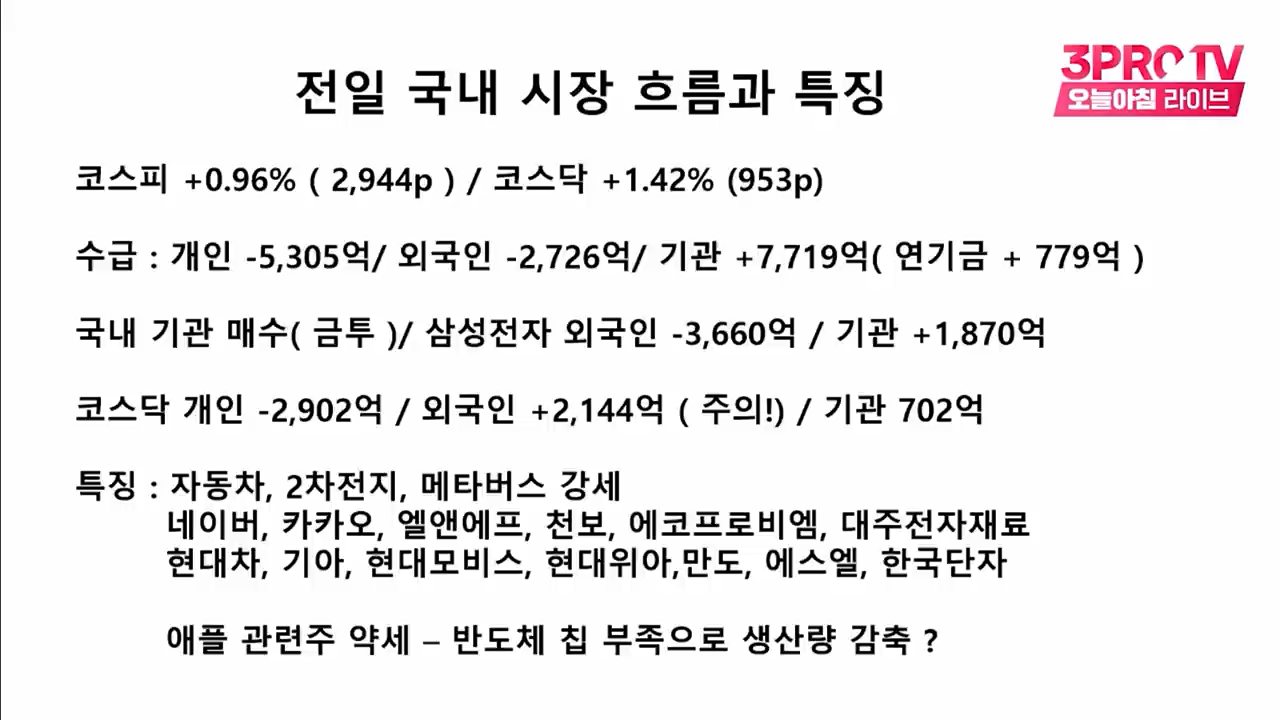 전일 국내 시장 흐름과 특징
3PRO TV
오늘아침 라이브
코스피 +0.96% ( 2,944p ) / 코스닥 +1.42% (953p)
수급 : 개인 -5,305억/ 외국인 -2,726억/ 기관 +7,719억( 연기금 + 779억 )
국내 기관 매수( 금투 )/ 삼성전자 외국인 -3,660억 / 기관 +1,870억
코스닥 개인 -2,902억 / 외국인 +2,144억 ( 주의!) / 기관 702억
특징 : 자동차, 2차전지, 메타버스 강세
네이버, 카카오, 엘앤에프, 천보, 에코프로비엠, 대주전자재료
현대차, 기아, 현대모비스, 현대위아,만도, 에스엘, 한국단자
애플 관련주 약세 – 반도체 칩 부족으로 생산량 감축 ?